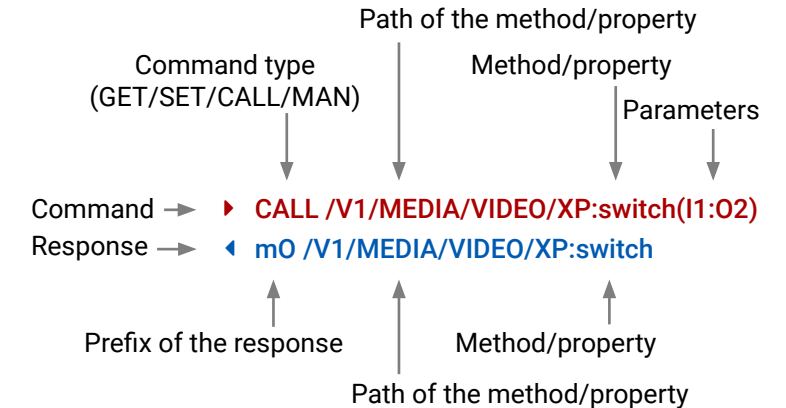 Path of the method/property
Command type
(GET/SET/CALL/MAN)
Method/property
Parameters
Command
CALL /V1/MEDIA/VIDEO/XP:switch(I1:O2)
Response
mO /V1/MEDIA/VIDEO/XP:switch
Prefix of the response
Method/property
Path of the method/property